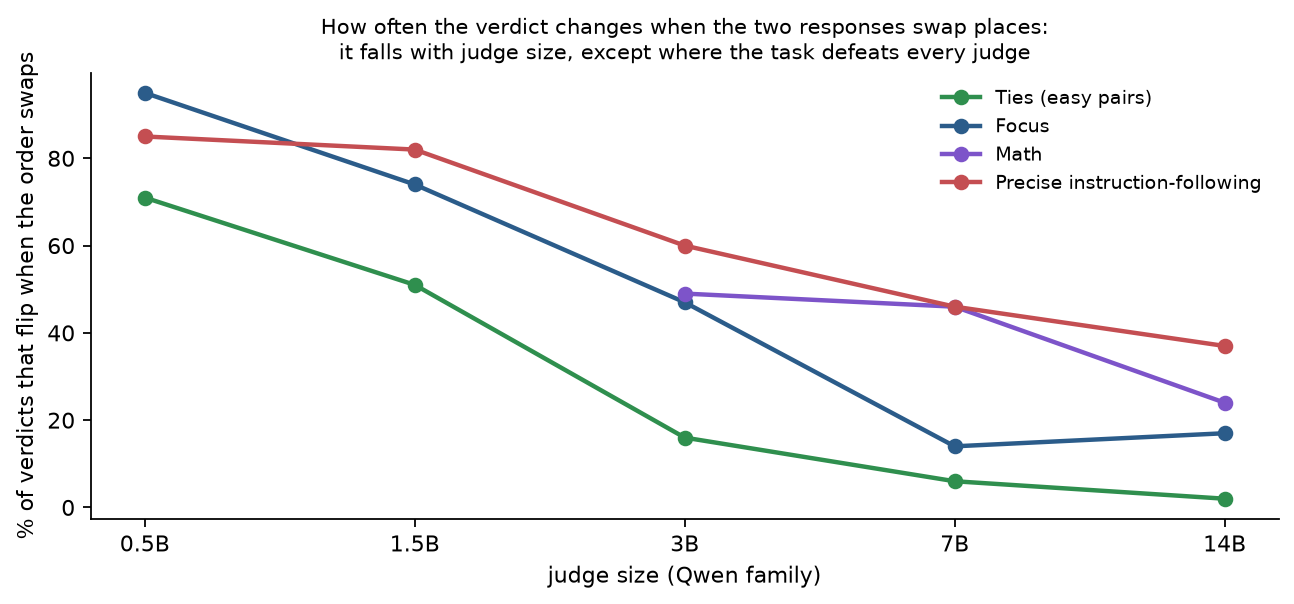 How often the verdict changes when the two responses swap places:
it falls with judge size, except where the task defeats every judge
% of verdicts that flip when the order swaps
80
60
40
20
0
Ties (easy pairs)
Focus
Math
Precise instruction-following
0.5B
1.5B
3B
7B
14B
judge size (Qwen family)